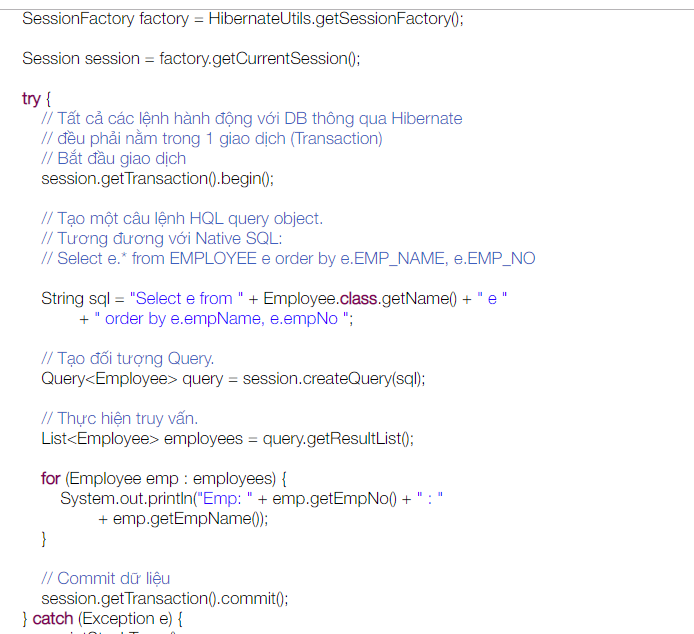 SessionFactory factory = HibernateUtils.getSessionFactory();
Session session = factory.getCurrentSession();
try {
// Tất cả các lệnh hành động với DB thông qua Hibernate
// đều phải nằm trong 1 giao dịch (Transaction)
// Bắt đầu giao dịch
session.getTransaction().begin();
// Tạo một câu lệnh HQL query object.
// Tương đương với Native SQL:
// Select e.* from EMPLOYEE e order by e.EMP_NAME, e.EMP_NO
String sql = "Select e from " + Employee.class.getName() + " e "
+ " order by e.empName, e.empNo ";
// Tạo đối tượng Query.
Query<Employee> query = session.createQuery(sql);
// Thực hiện truy vấn.
List<Employee> employees = query.getResultList();
for (Employee emp : employees) {
System.out.println("Emp: " + emp.getEmpNo() + " : "
+ emp.getEmpName());
}
// Commit dữ liệu
session.getTransaction().commit();
} catch (Exception e) {